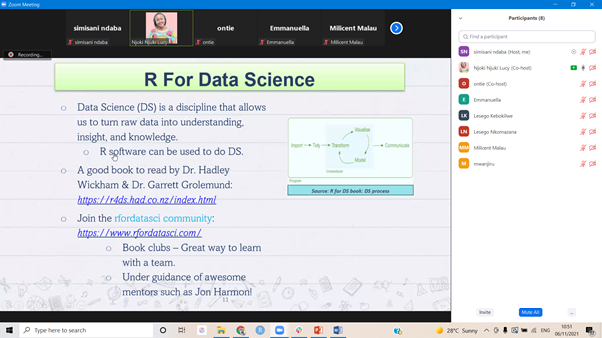 Zoom Meeting
simisani ndaba
ontie
Emmanuella
Milicent Malau
simisani ndaba
Njoki Njuki Lucy
ontie
Emmanuella
Milicent Malau
Recording...
R For Data Science
Data Science (DS) is a discipline that allows
us to turn raw data into understanding,
insight, and knowledge.
R software can be used to do DS.
A good book to read by Dr. Hadley
Wickham & Dr. Garrett Grolemund:
https://r4ds.had.co.nz/index.html
Join the rfordatasci community:
https://www.rfordatasci.com/
Book clubs – Great way to learn
with a team.
Under guidance of awesome
mentors such as Jon Harmon!
11
Visualise
Import
Tidy
Transform
Communicate
Model
Understand
Program
Source: R for DS book: DS process
Participants (8)
Find a participant
SN simisani ndaba (Host, me)
Njoki Njuki Lucy (Co-host)
O ontie (Co-host)
E Emmanuella
LK Lesego Kebokilwe
LN Lesego Nkomazana
MM Milicent Malau
M mwanjiru
Invite
Mute All
...
Type here to search
28°C Sunny
ENG
10:51
06/11/2021